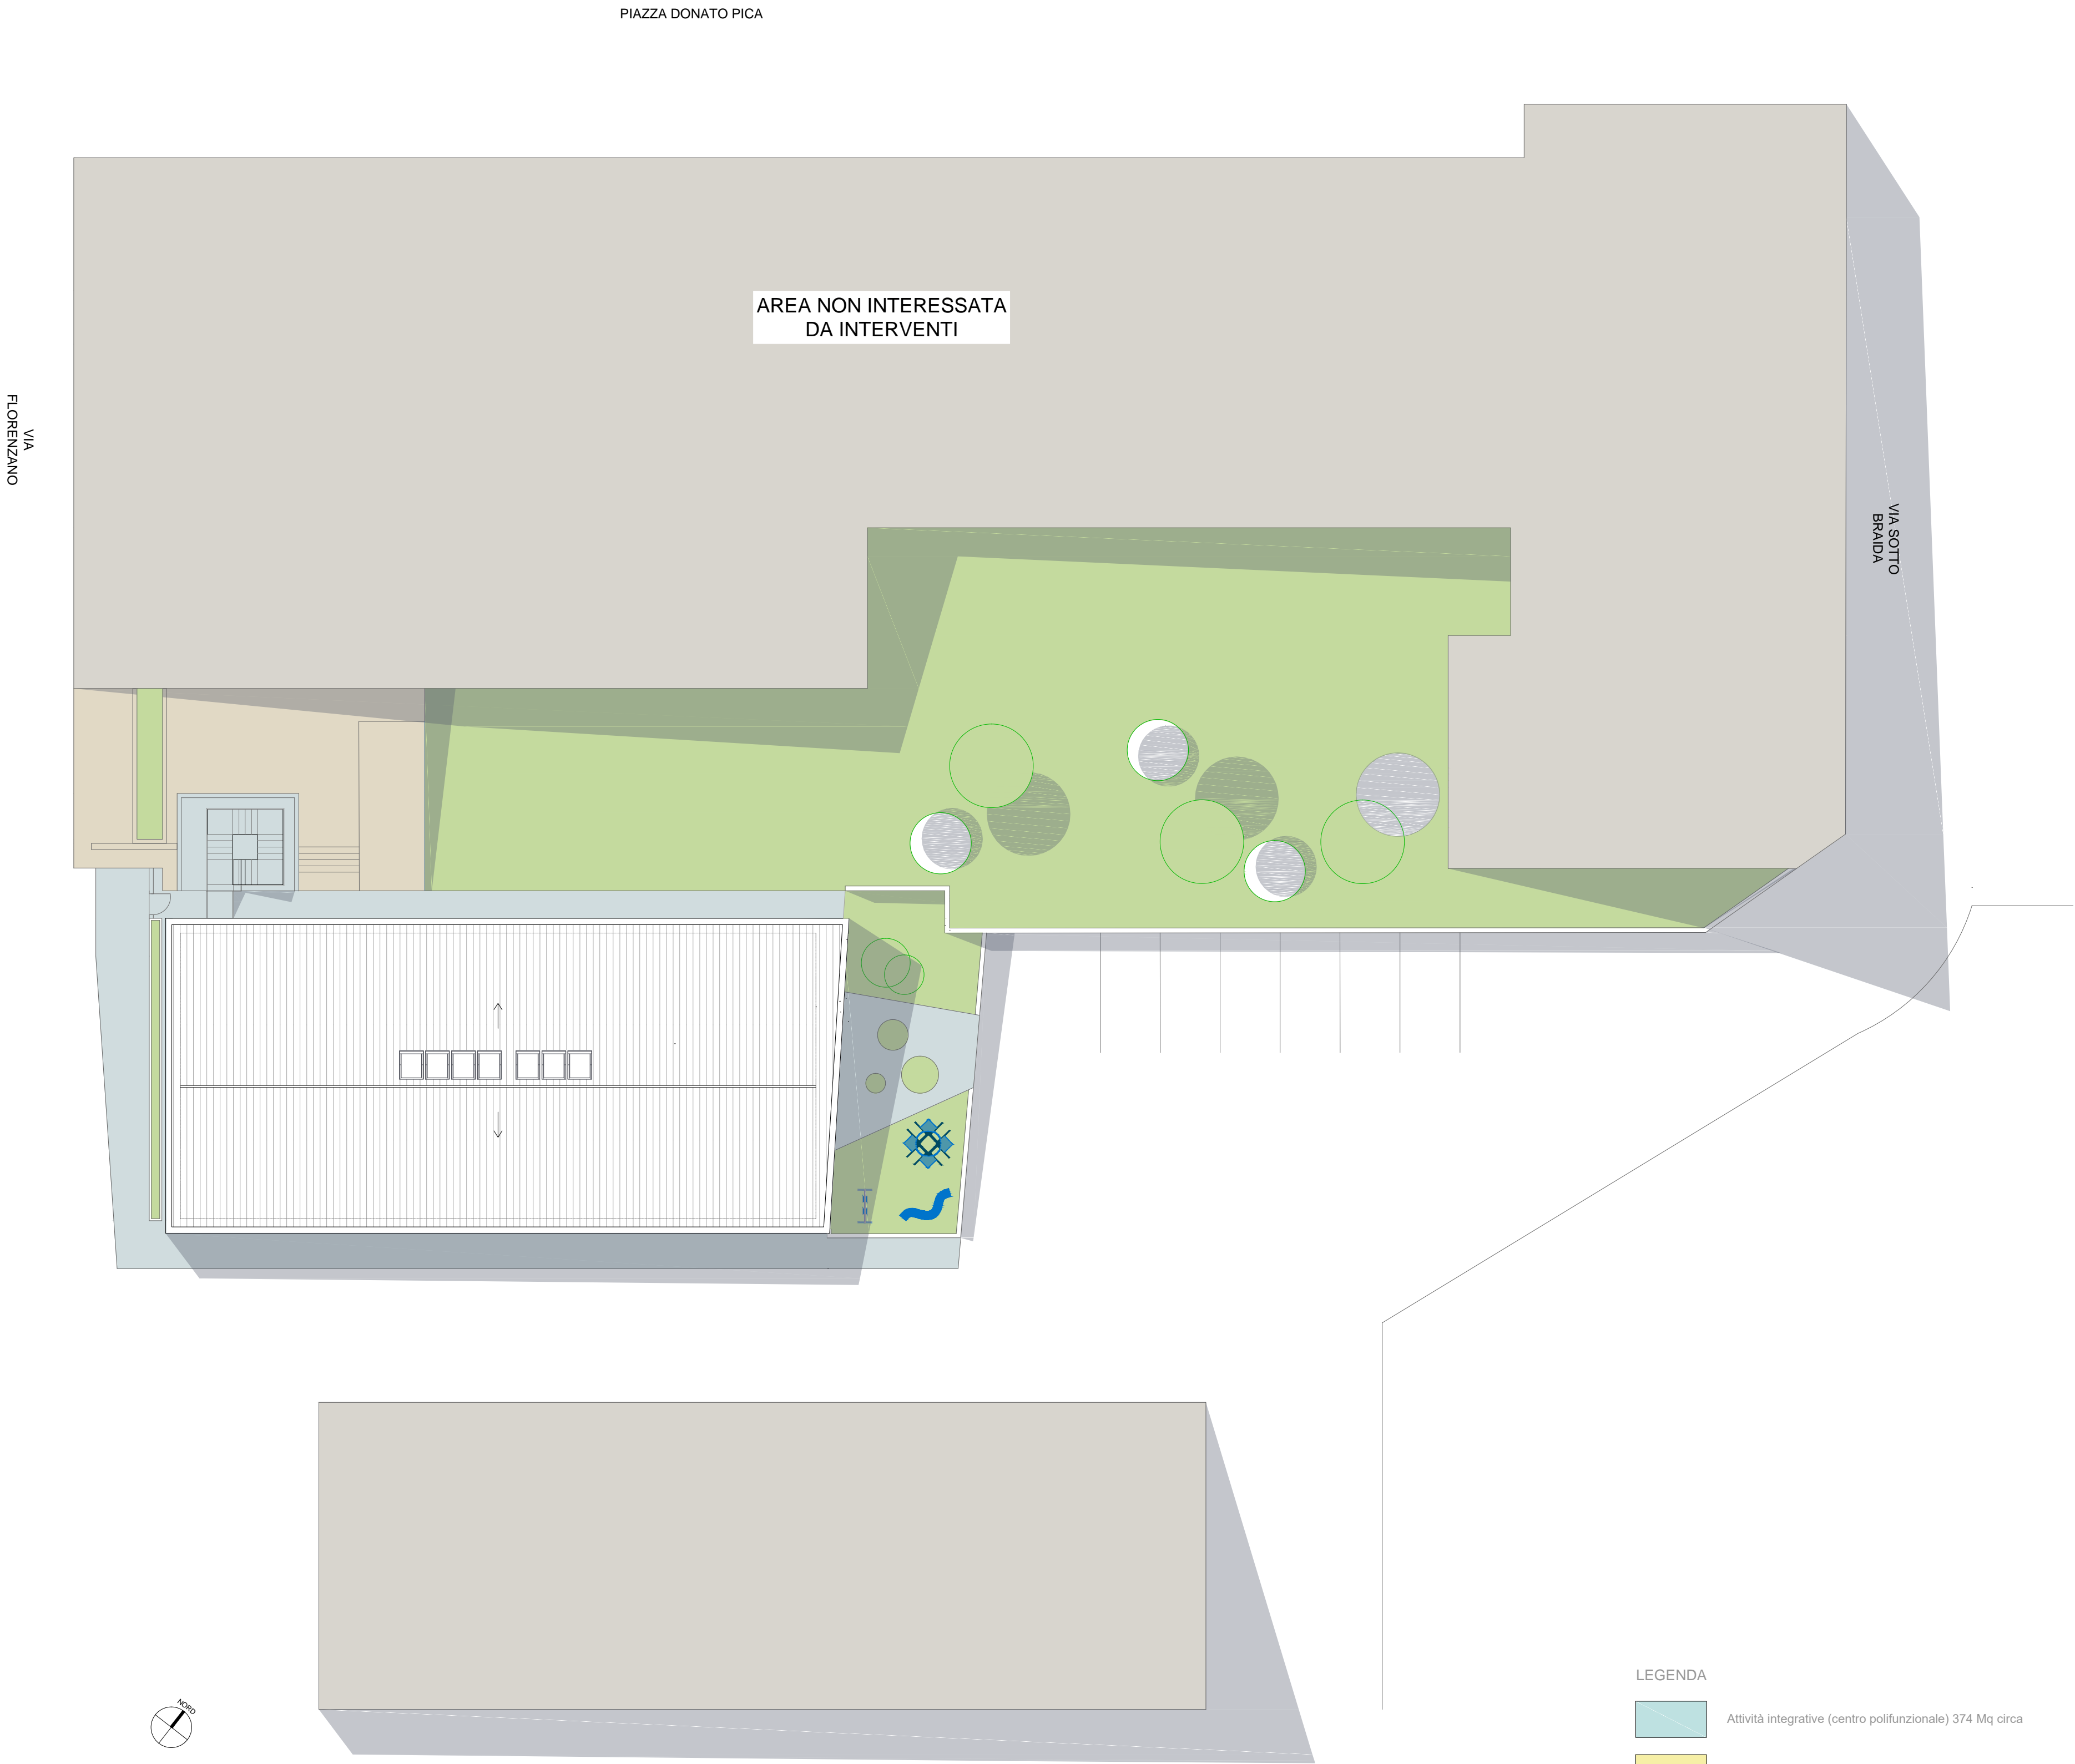 PIAZZA DONATO PICA
AREA NON INTERESSATA
DA INTERVENTI
VIA
FLORENZANO
VIA SOTTO
BRAIDA
NORD
LEGENDA
Attività integrative (centro polifunzionale) 374 Mq circa